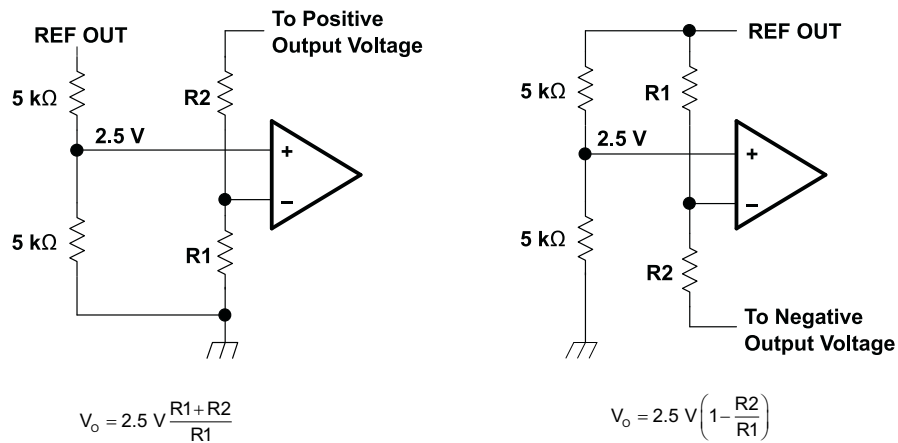 REF OUT
To Positive
Output Voltage
5 kΩ
R2
2.5 V
+
−
5 kΩ
R1
V_O = 2.5 V (R1+R2)/R1
REF OUT
5 kΩ
R1
2.5 V
+
−
5 kΩ
R2
To Negative
Output Voltage
V_O = 2.5 V (1 − R2/R1)